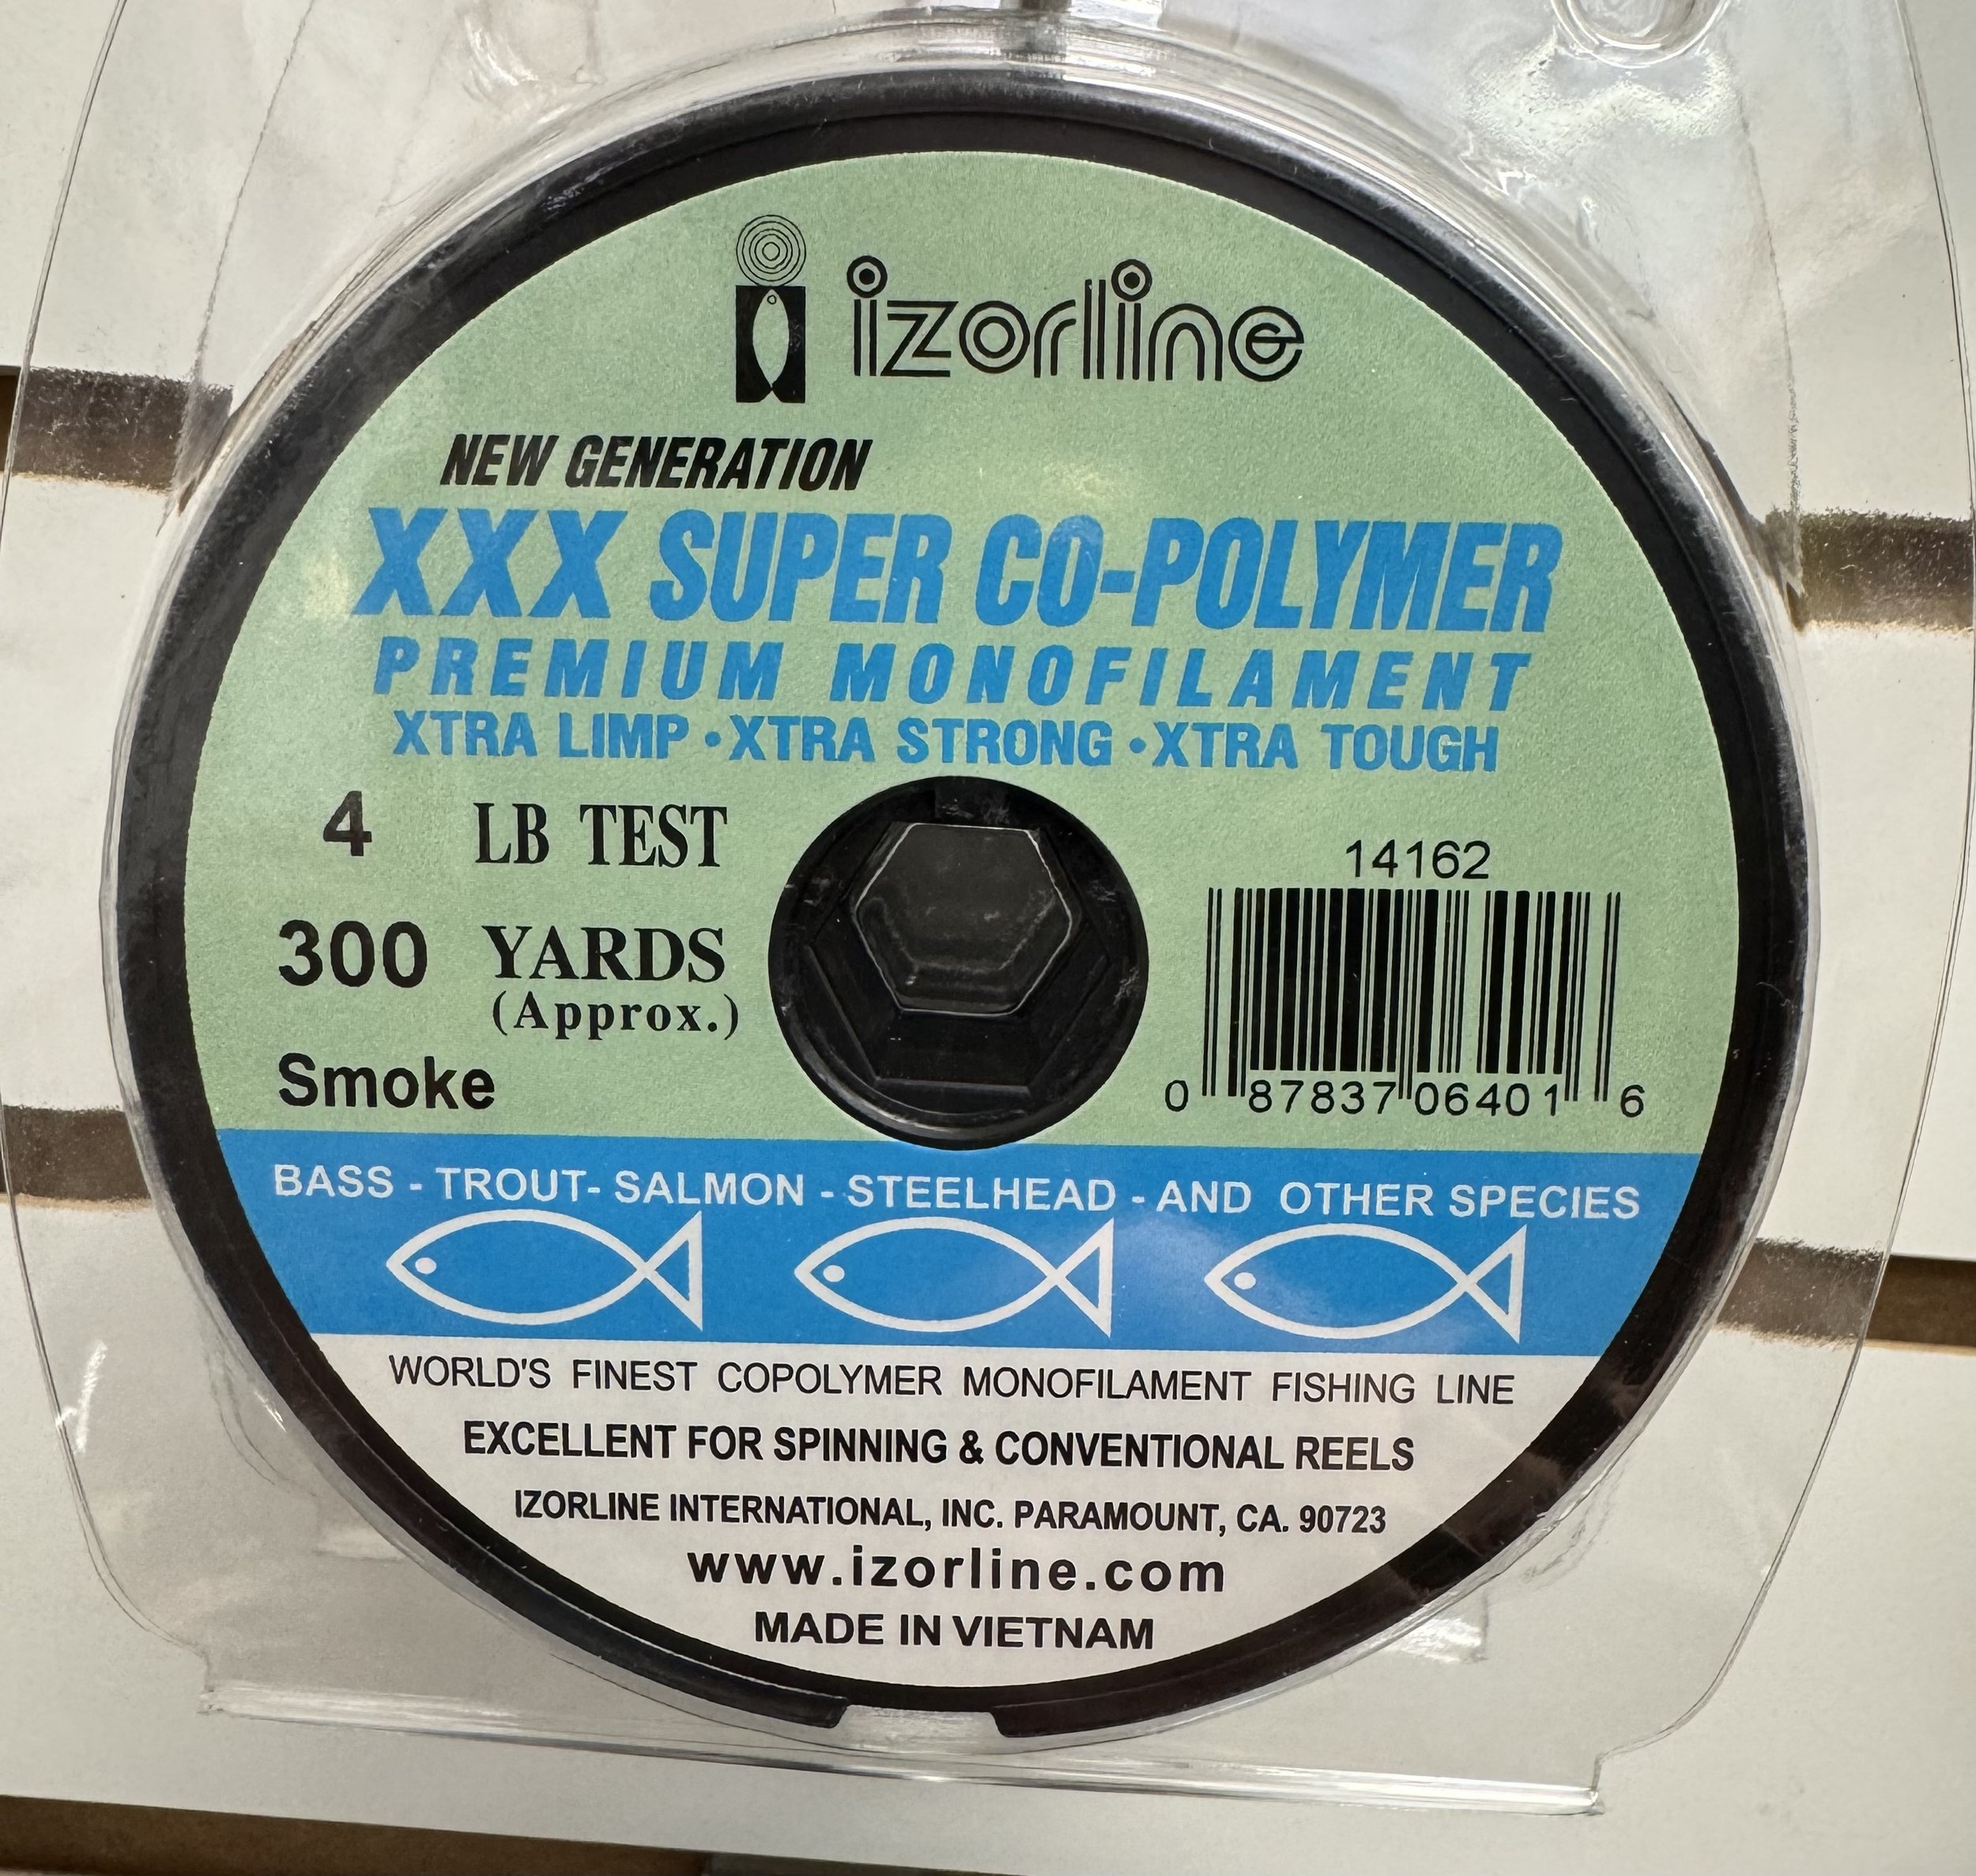 izorline
NEW GENERATION
XXX SUPER CO-POLYMER
PREMIUM MONOFILAMENT
XTRA LIMP • XTRA STRONG • XTRA TOUGH
4 LB TEST
300 YARDS
(Approx.)
Smoke
14162
0 87837 06401 6
BASS - TROUT- SALMON - STEELHEAD - AND OTHER SPECIES
WORLD'S FINEST COPOLYMER MONOFILAMENT FISHING LINE
EXCELLENT FOR SPINNING & CONVENTIONAL REELS
IZORLINE INTERNATIONAL, INC. PARAMOUNT, CA. 90723
www.izorline.com
MADE IN VIETNAM